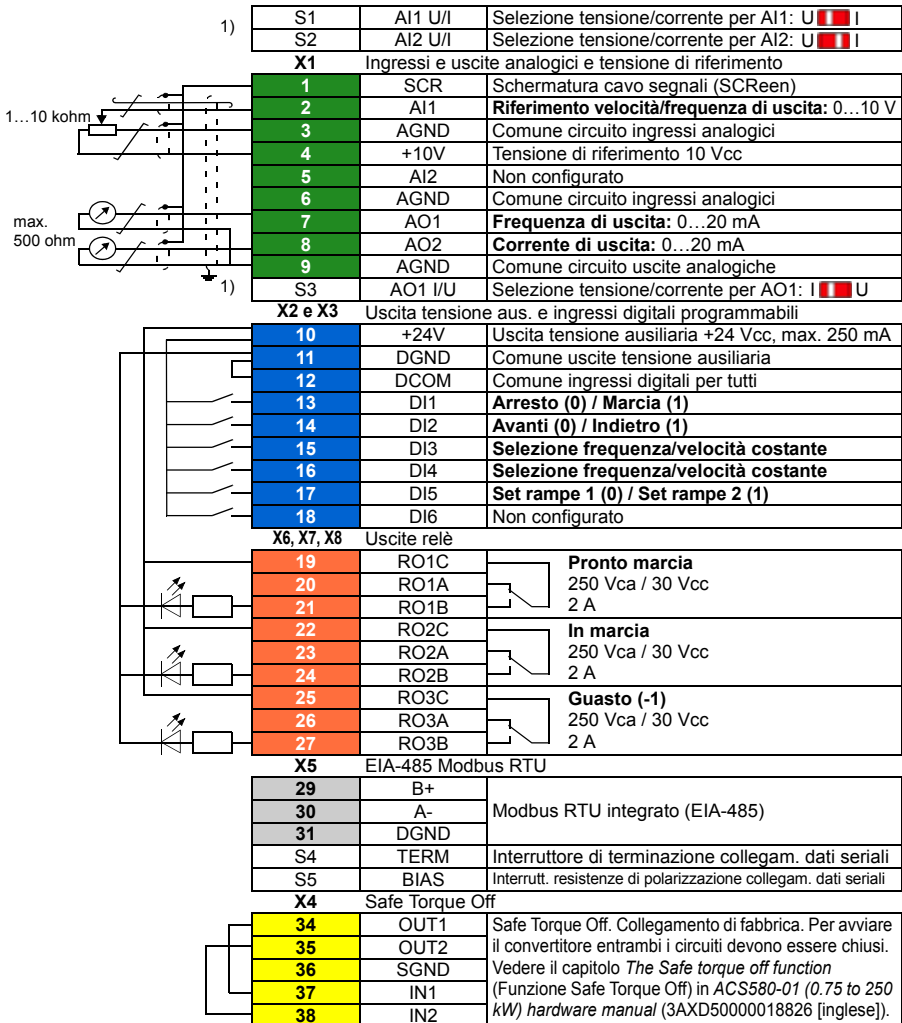 1) S1 AI1 U/I Selezione tensione/corrente per AI1: U I
S2 AI2 U/I Selezione tensione/corrente per AI2: U I
X1 Ingressi e uscite analogici e tensione di riferimento
1 SCR Schermatura cavo segnali (SCReen)
1…10 kohm 2 AI1 Riferimento velocità/frequenza di uscita: 0…10 V
3 AGND Comune circuito ingressi analogici
4 +10V Tensione di riferimento 10 Vcc
5 AI2 Non configurato
6 AGND Comune circuito ingressi analogici
max. 7 AO1 Frequenza di uscita: 0…20 mA
500 ohm 8 AO2 Corrente di uscita: 0…20 mA
9 AGND Comune circuito uscite analogiche
1) S3 AO1 I/U Selezione tensione/corrente per AO1: I U
X2 e X3 Uscita tensione aus. e ingressi digitali programmabili
10 +24V Uscita tensione ausiliaria +24 Vcc, max. 250 mA
11 DGND Comune uscite tensione ausiliaria
12 DCOM Comune ingressi digitali per tutti
13 DI1 Arresto (0) / Marcia (1)
14 DI2 Avanti (0) / Indietro (1)
15 DI3 Selezione frequenza/velocità costante
16 DI4 Selezione frequenza/velocità costante
17 DI5 Set rampe 1 (0) / Set rampe 2 (1)
18 DI6 Non configurato
X6, X7, X8 Uscite relè
19 RO1C Pronto marcia
20 RO1A 250 Vca / 30 Vcc
21 RO1B 2 A
22 RO2C In marcia
23 RO2A 250 Vca / 30 Vcc
24 RO2B 2 A
25 RO3C Guasto (-1)
26 RO3A 250 Vca / 30 Vcc
27 RO3B 2 A
X5 EIA-485 Modbus RTU
29 B+
30 A- Modbus RTU integrato (EIA-485)
31 DGND
S4 TERM Interruttore di terminazione collegam. dati seriali
S5 BIAS Interrutt. resistenze di polarizzazione collegam. dati seriali
X4 Safe Torque Off
34 OUT1 Safe Torque Off. Collegamento di fabbrica. Per avviare
35 OUT2 il convertitore entrambi i circuiti devono essere chiusi.
36 SGND Vedere il capitolo The Safe torque off function
37 IN1 (Funzione Safe Torque Off) in ACS580-01 (0.75 to 250
38 IN2 kW) hardware manual (3AXD50000018826 [inglese]).